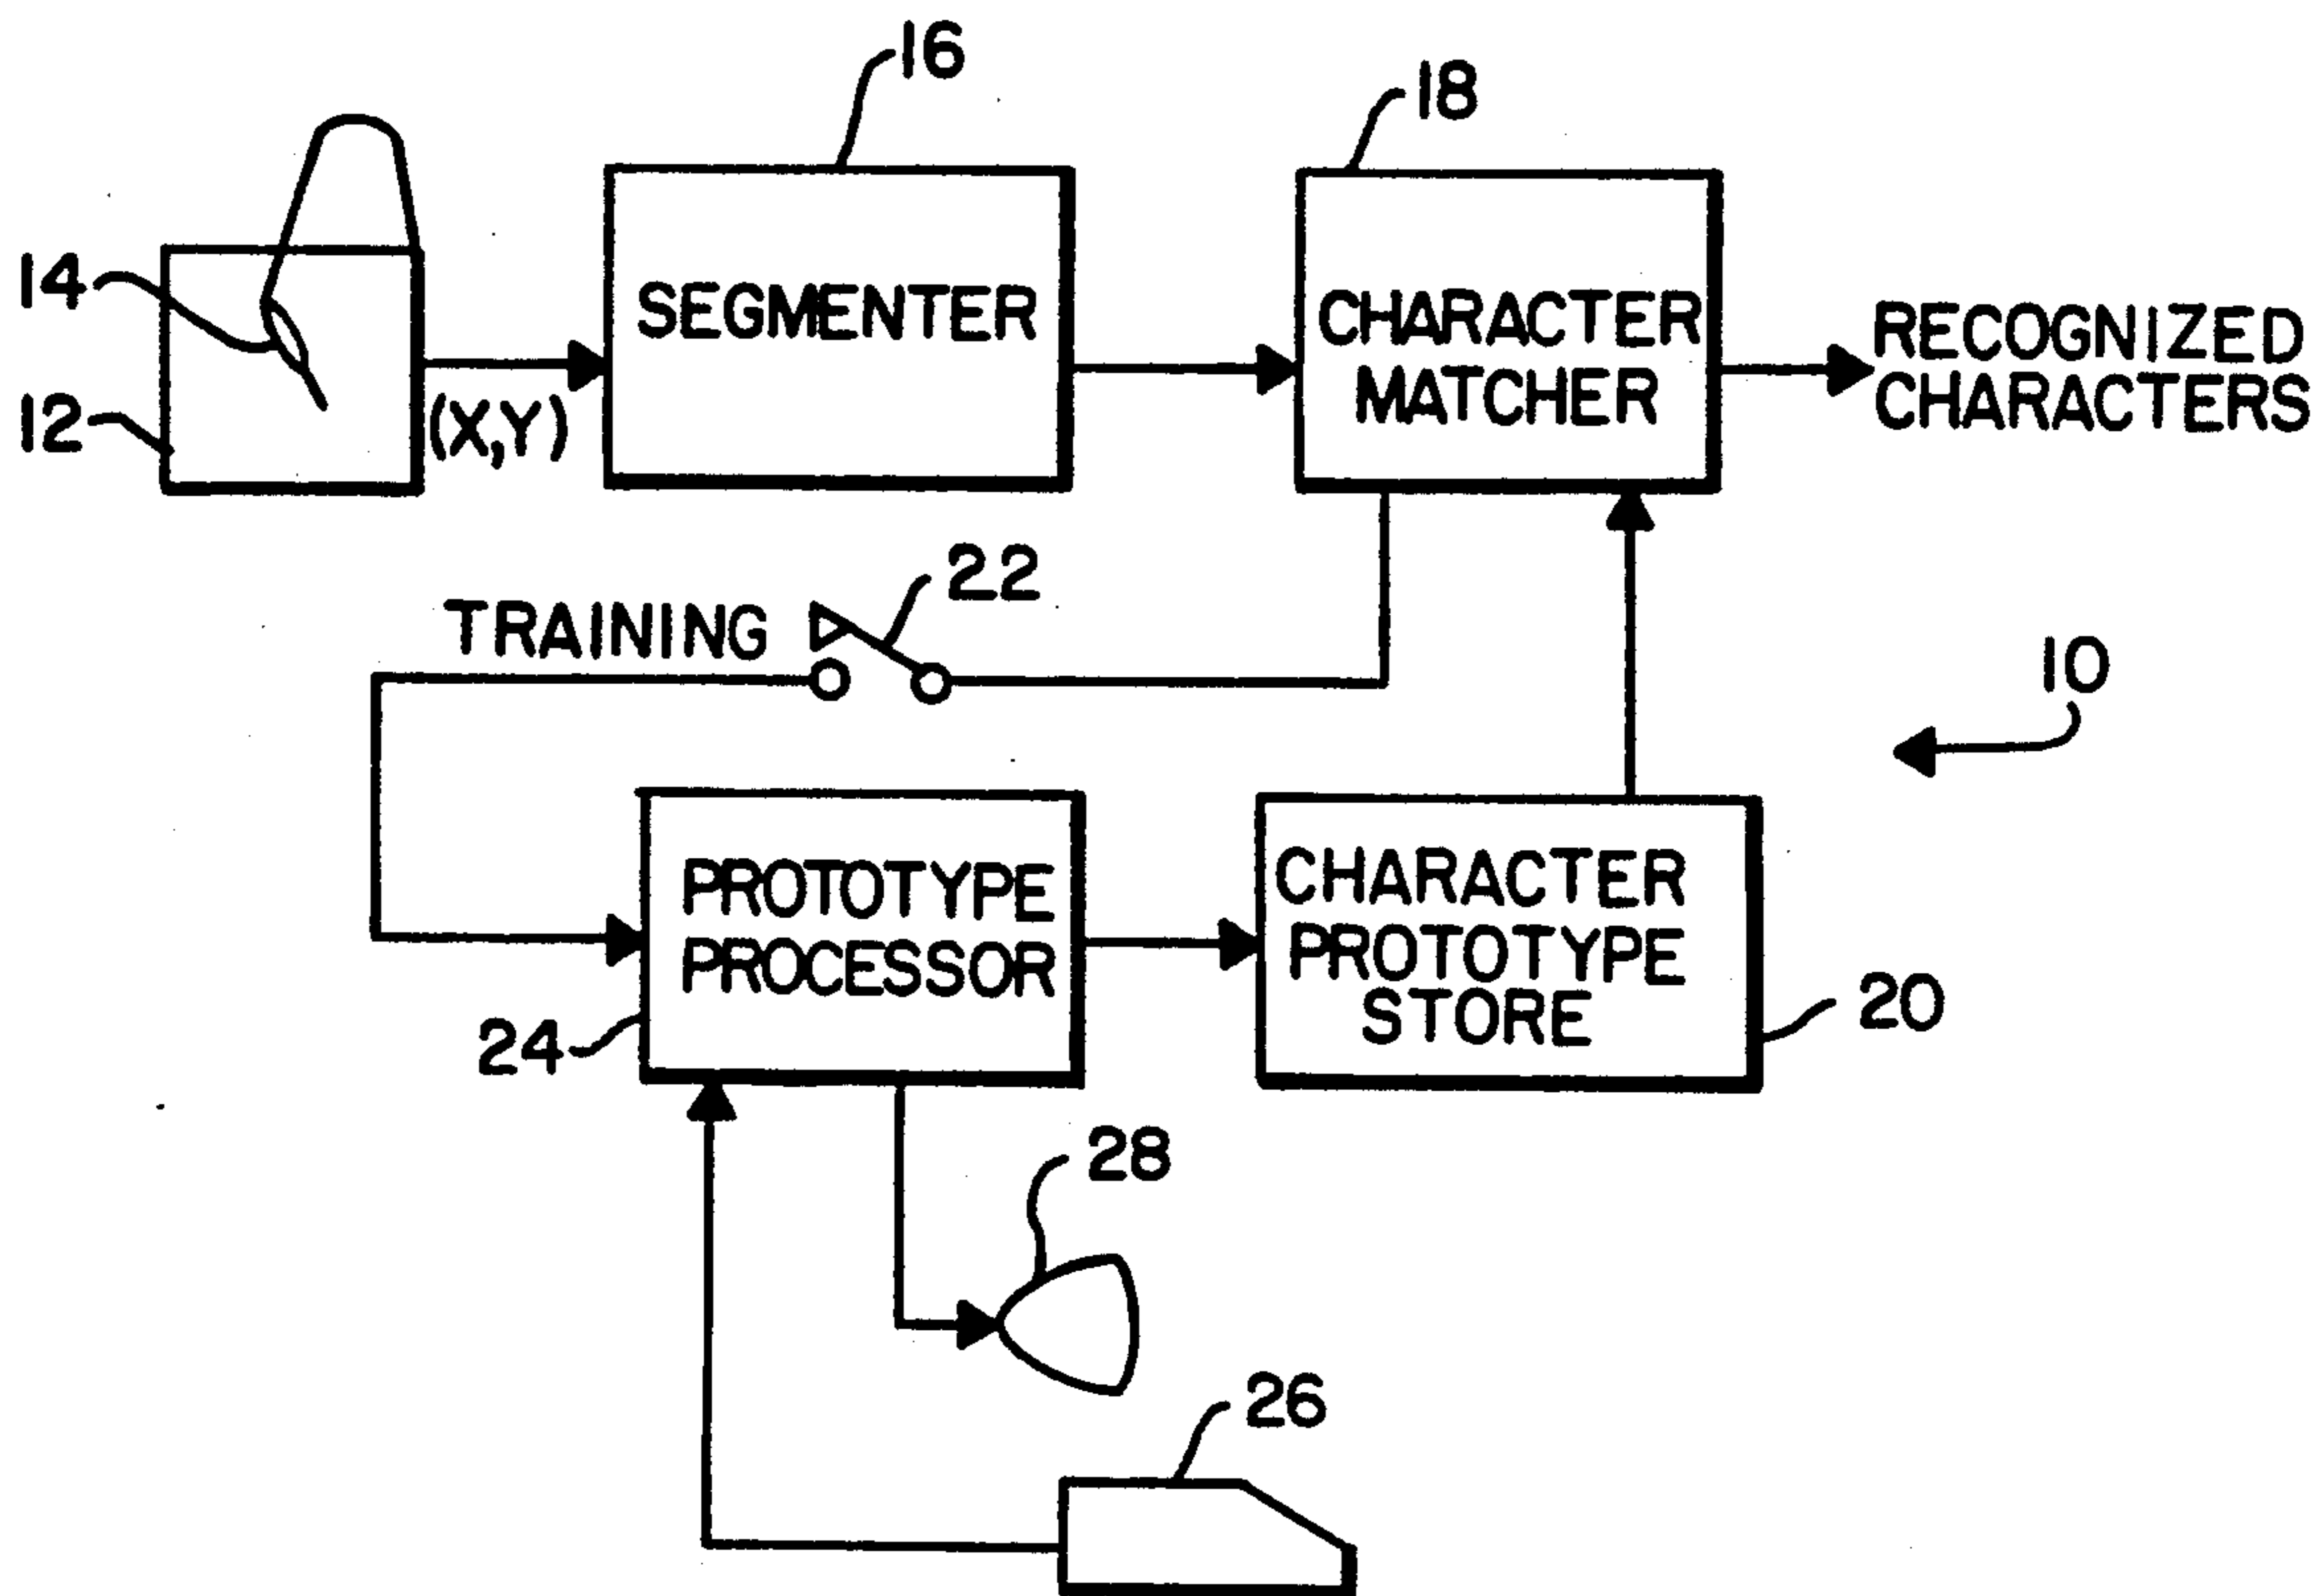 16
18
14
SEGMENTER
CHARACTER
MATCHER
RECOGNIZED
CHARACTERS
12
(X,Y)
22
TRAINING
10
PROTOTYPE
PROCESSOR
CHARACTER
PROTOTYPE
STORE
24
20
28
26